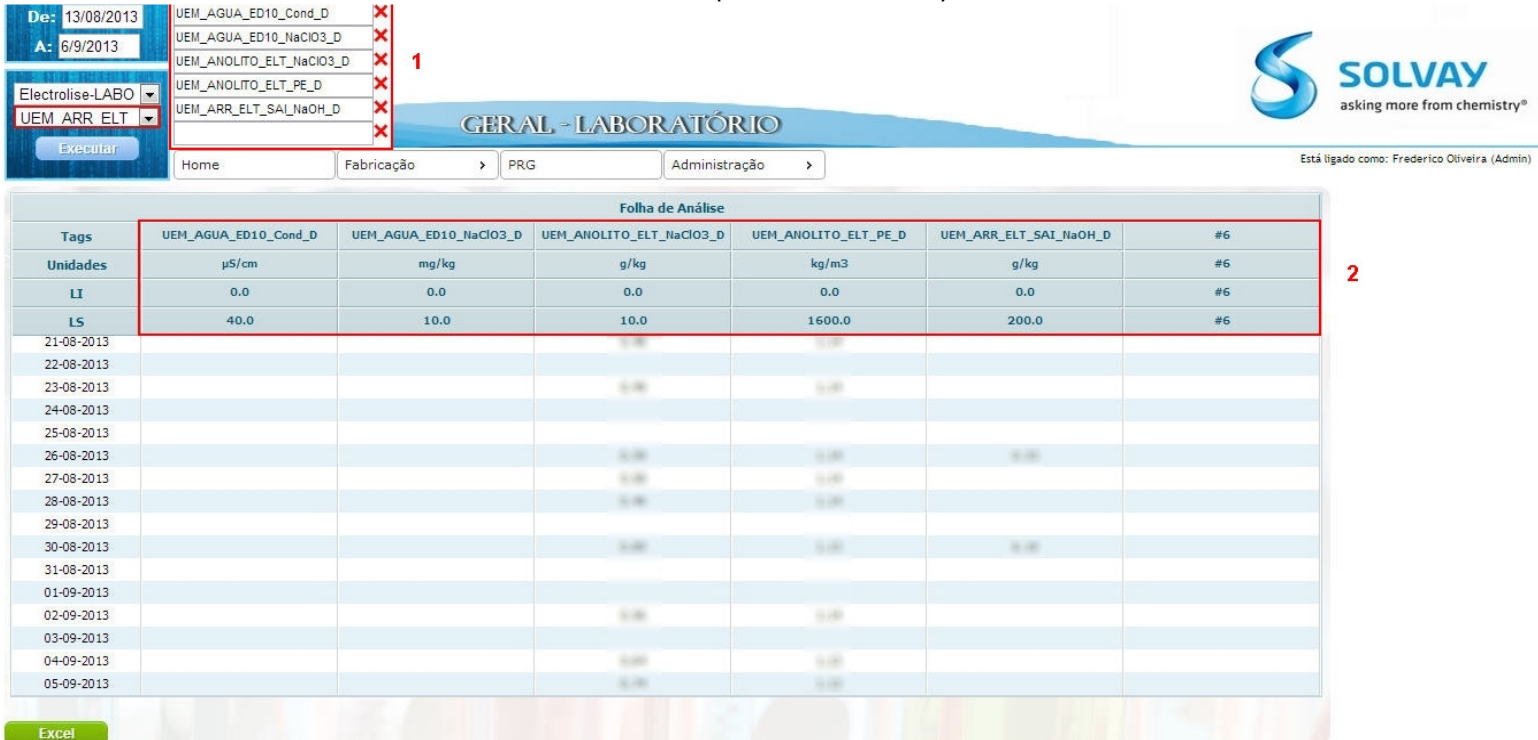 De: 13/08/2013
A: 6/9/2013
Electrolise-LABO
UEM_ARR_ELT
Executar
UEM_AGUA_ED10_Cond_D
UEM_AGUA_ED10_NaClO3_D
UEM_ANOLITO_ELT_NaClO3_D
UEM_ANOLITO_ELT_PE_D
UEM_ARR_ELT_SAI_NaOH_D
1
GERAL - LABORATÓRIO
SOLVAY
asking more from chemistry®
Home Fabricação > PRG Administração >
Está ligado como: Frederico Oliveira (Admin)
Folha de Análise
Tags UEM_AGUA_ED10_Cond_D UEM_AGUA_ED10_NaClO3_D UEM_ANOLITO_ELT_NaClO3_D UEM_ANOLITO_ELT_PE_D UEM_ARR_ELT_SAI_NaOH_D #6
Unidades µS/cm mg/kg g/kg kg/m3 g/kg #6
LI 0.0 0.0 0.0 0.0 0.0 #6
LS 40.0 10.0 10.0 1600.0 200.0 #6
2
21-08-2013
22-08-2013
23-08-2013
24-08-2013
25-08-2013
26-08-2013
27-08-2013
28-08-2013
29-08-2013
30-08-2013
31-08-2013
01-09-2013
02-09-2013
03-09-2013
04-09-2013
05-09-2013
Excel